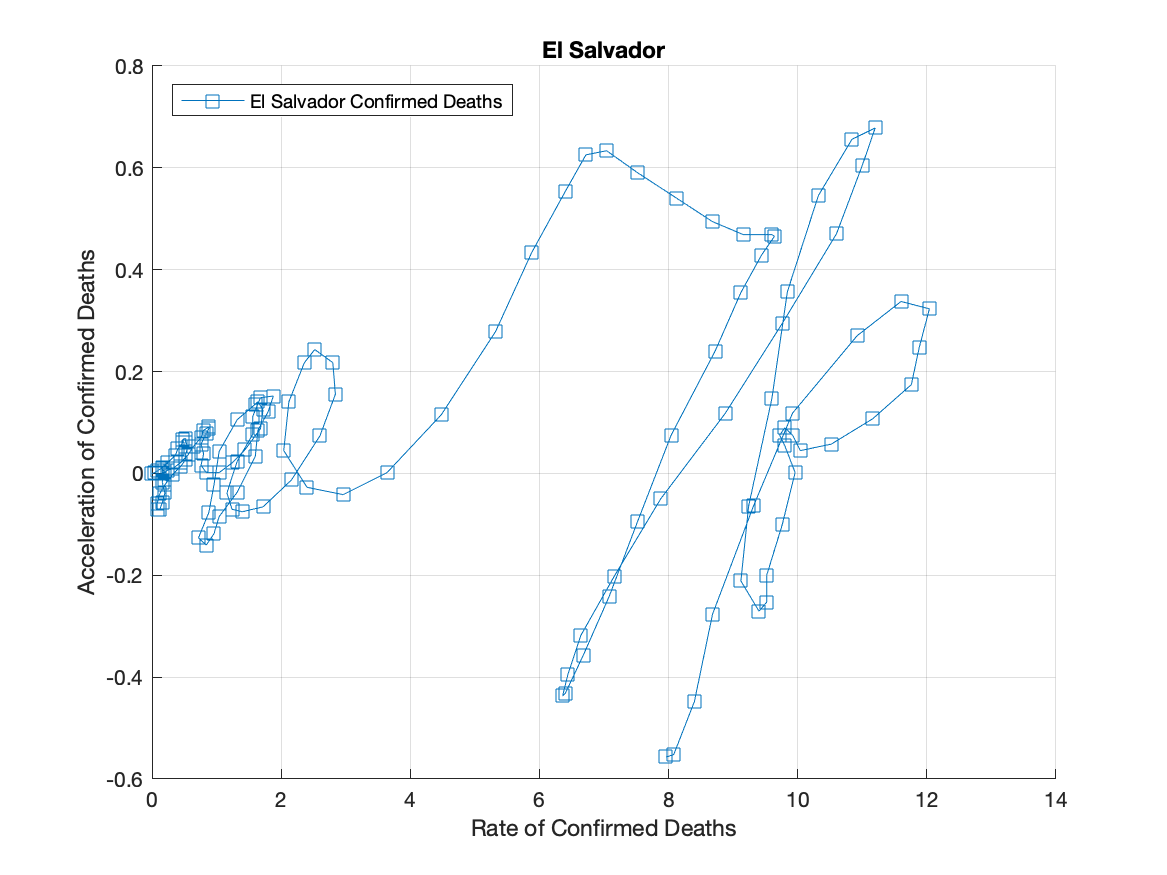 El Salvador
El Salvador Confirmed Deaths
0.8
0.6
0.4
0.2
0
-0.2
-0.4
-0.6
Acceleration of Confirmed Deaths
0 2 4 6 8 10 12 14
Rate of Confirmed Deaths